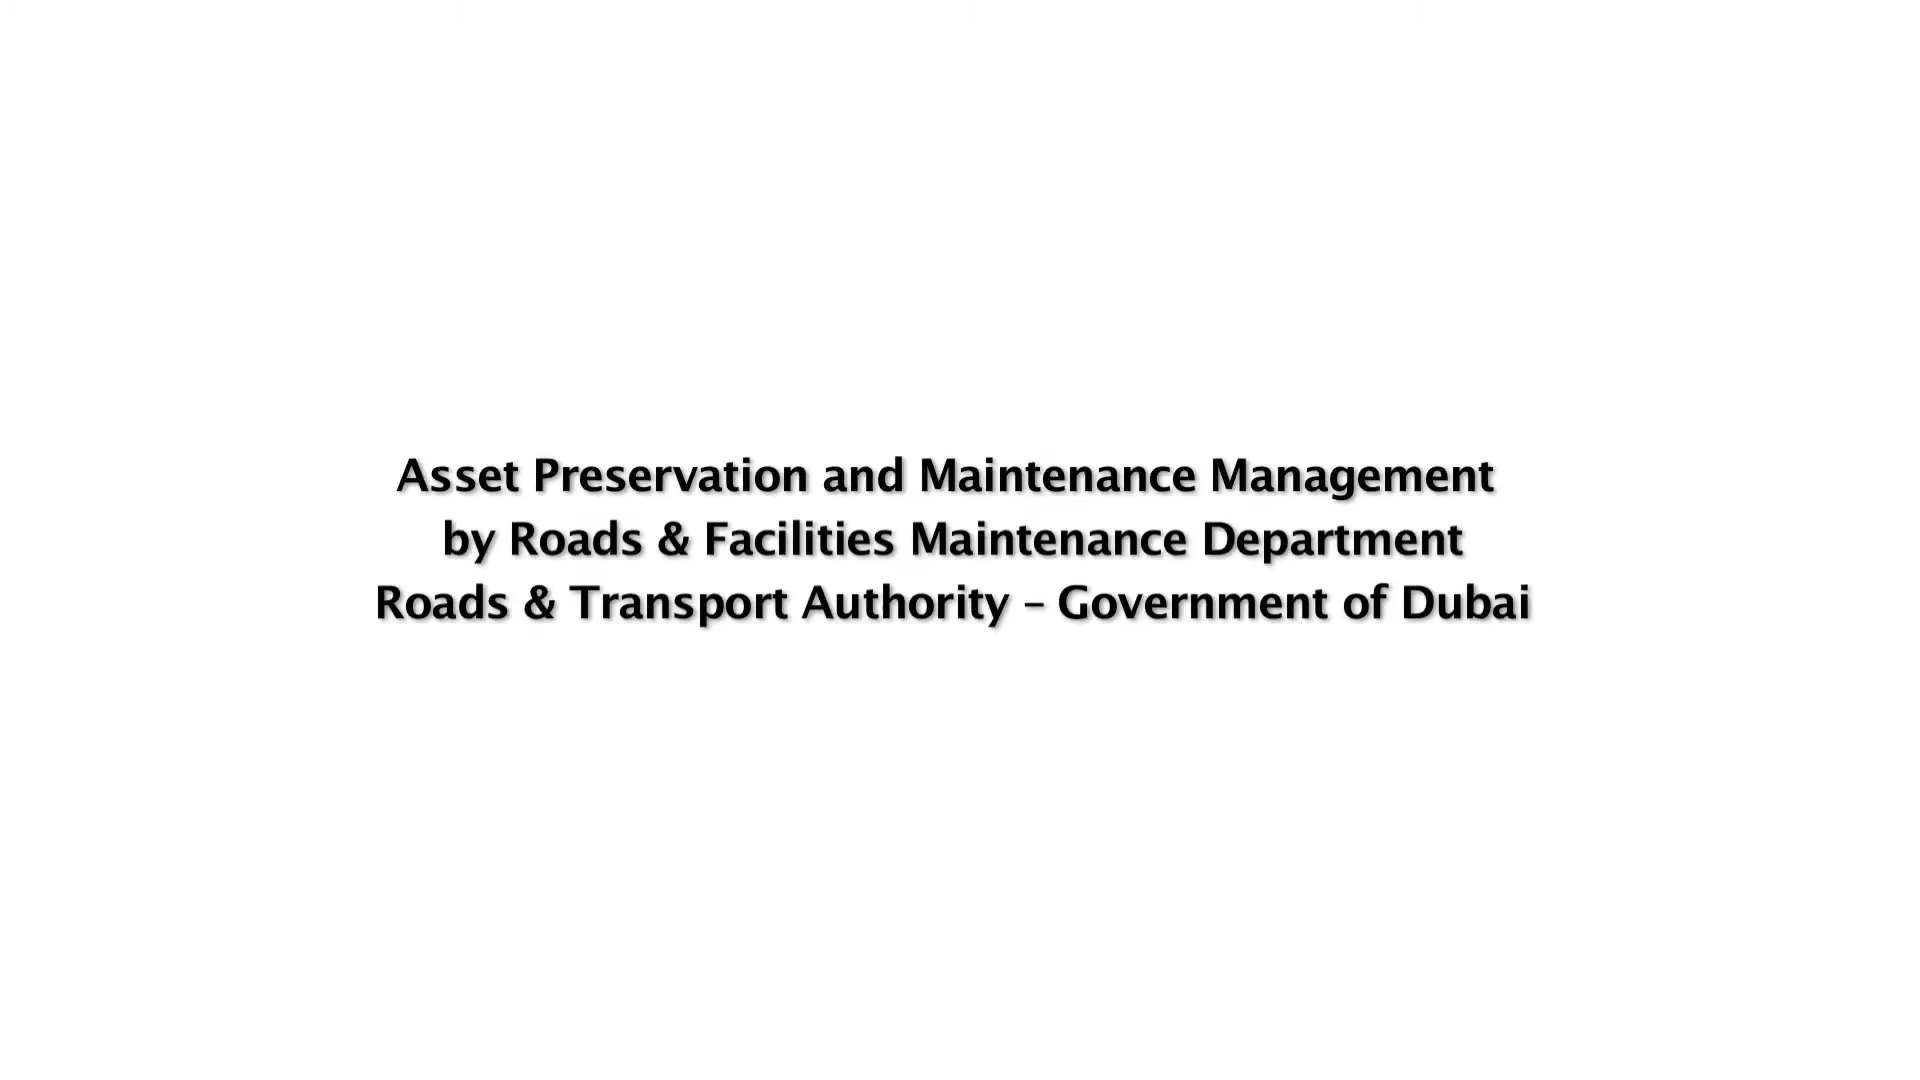 Asset Preservation and Maintenance Management
by Roads & Facilities Maintenance Department
Roads & Transport Authority – Government of Dubai